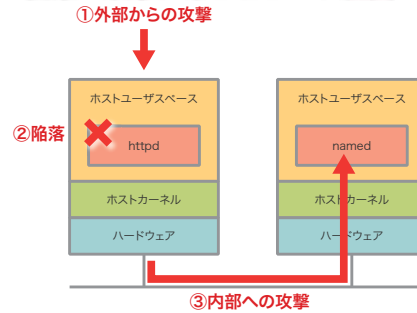 ①外部からの攻撃
ホストユーザスペース
ホストユーザスペース
②陥落
httpd
named
ホストカーネル
ホストカーネル
ハードウェア
ハードウェア
③内部への攻撃